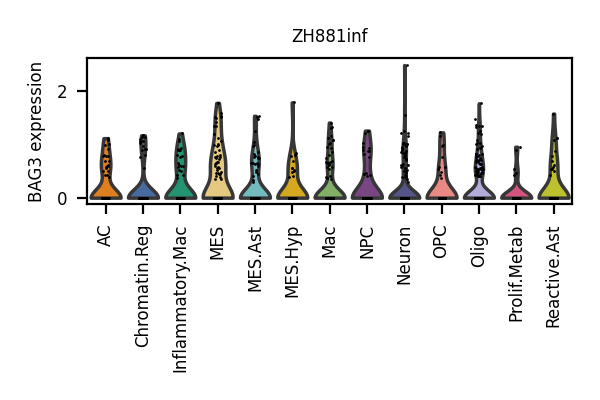 ZH881inf
BAG3 expression
2
0
AC
Chromatin.Reg
Inflammatory.Mac
MES
MES.Ast
MES.Hyp
Mac
NPC
Neuron
OPC
Oligo
Prolif.Metab
Reactive.Ast